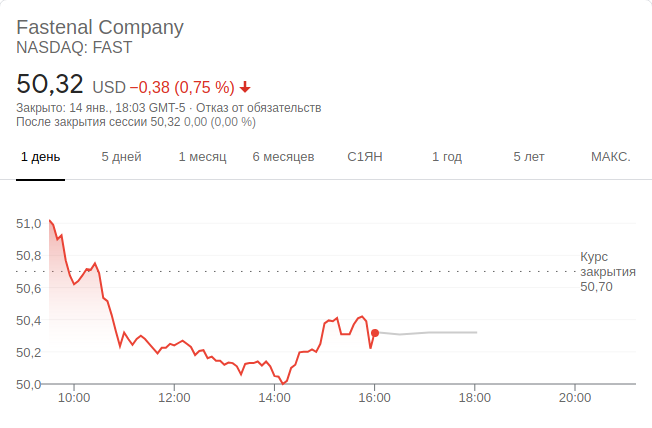 Fastenal Company
NASDAQ: FAST
50,32 USD −0,38 (0,75 %)
Закрыто: 14 янв., 18:03 GMT-5 · Отказ от обязательств
После закрытия сессии 50,32 0,00 (0,00 %)
1 день 5 дней 1 месяц 6 месяцев С1ЯН 1 год 5 лет МАКС.
51,0
50,8
50,6
50,4
50,2
50,0
Курс
закрытия
50,70
10:00 12:00 14:00 16:00 18:00 20:00